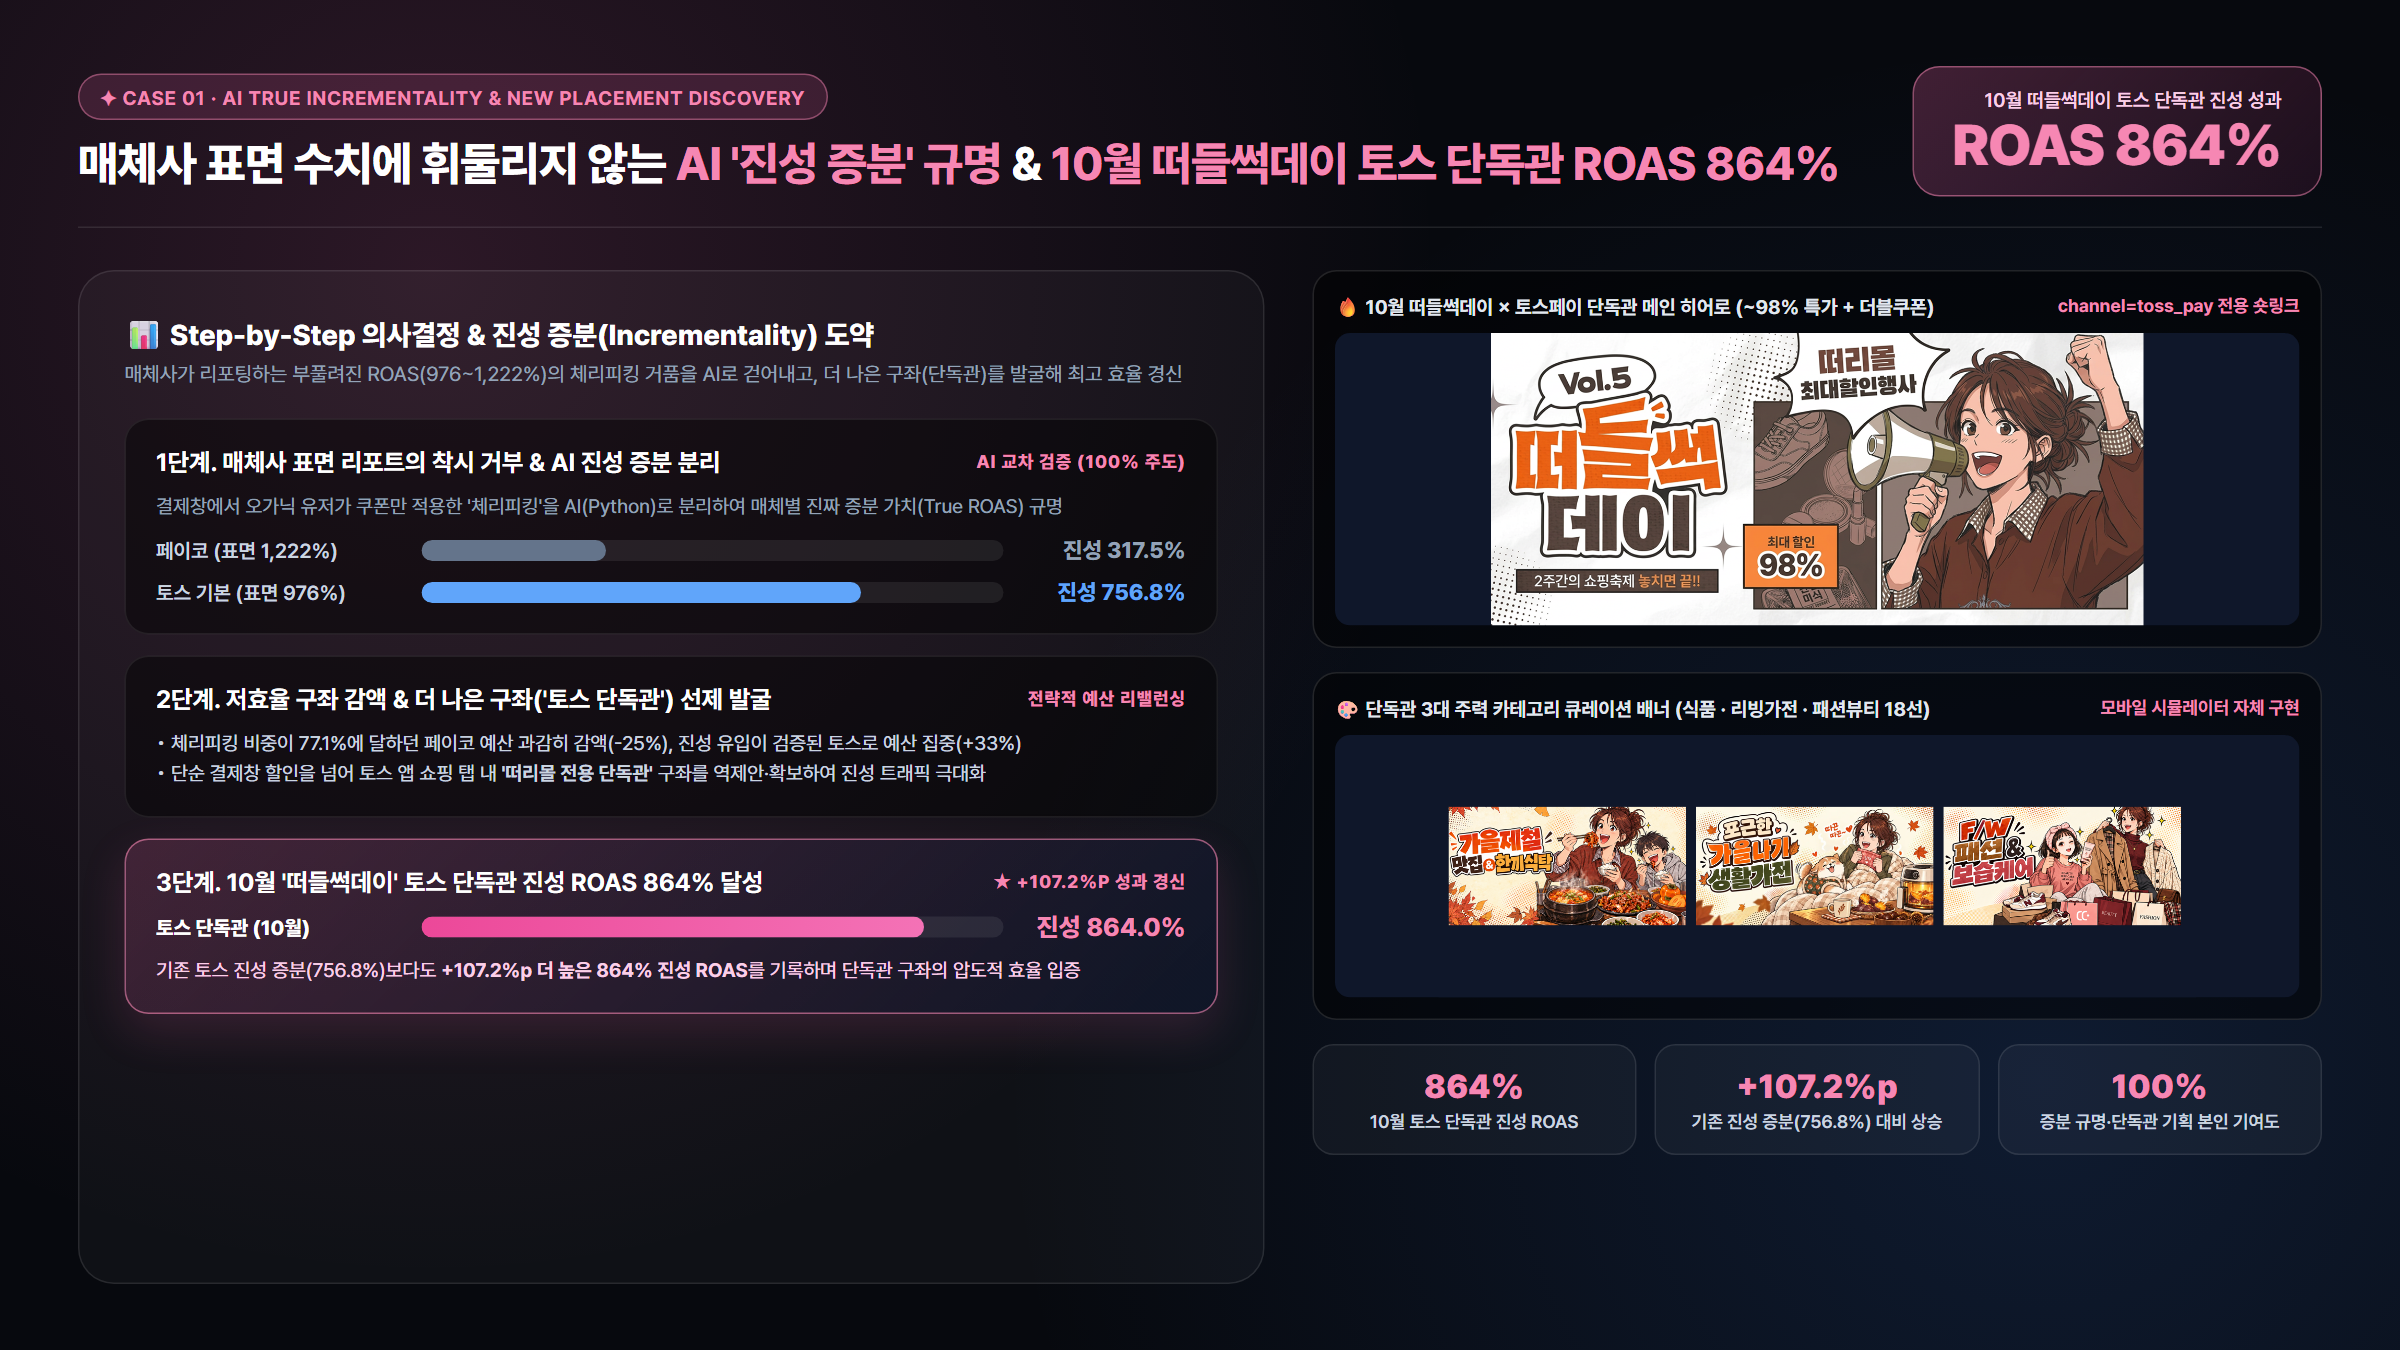 ✦ CASE 01 · AI TRUE INCREMENTALITY & NEW PLACEMENT DISCOVERY
매체사 표면 수치에 휘둘리지 않는 AI '진성 증분' 규명 & 10월 떠들썩데이 토스 단독관 ROAS 864%
10월 떠들썩데이 토스 단독관 진성 성과
ROAS 864%
📊 Step-by-Step 의사결정 & 진성 증분(Incrementality) 도약
매체사가 리포팅하는 부풀려진 ROAS(976~1,222%)의 체리피킹 거품을 AI로 걷어내고, 더 나은 구좌(단독관)를 발굴해 최고 효율 경신
1단계. 매체사 표면 리포트의 착시 거부 & AI 진성 증분 분리
AI 교차 검증 (100% 주도)
결제창에서 오가닉 유저가 쿠폰만 적용한 '체리피킹'을 AI(Python)로 분리하여 매체별 진짜 증분 가치(True ROAS) 규명
페이코 (표면 1,222%)
진성 317.5%
토스 기본 (표면 976%)
진성 756.8%
2단계. 저효율 구좌 감액 & 더 나은 구좌('토스 단독관') 선제 발굴
전략적 예산 리밸런싱
• 체리피킹 비중이 77.1%에 달하던 페이코 예산 과감히 감액(-25%), 진성 유입이 검증된 토스로 예산 집중(+33%)
• 단순 결제창 할인을 넘어 토스 앱 쇼핑 탭 내 '떠리몰 전용 단독관' 구좌를 역제안·확보하여 진성 트래픽 극대화
3단계. 10월 '떠들썩데이' 토스 단독관 진성 ROAS 864% 달성
★ +107.2%P 성과 경신
토스 단독관 (10월)
진성 864.0%
기존 토스 진성 증분(756.8%)보다도 +107.2%p 더 높은 864% 진성 ROAS를 기록하며 단독관 구좌의 압도적 효율 입증
🔥 10월 떠들썩데이 × 토스페이 단독관 메인 히어로 (~98% 특가 + 더블쿠폰)
channel=toss_pay 전용 숏링크
Vol.5
떠들썩
데이
2주간의 쇼핑축제 놓치면 끝!!
떠리몰
최대할인행사
최대 할인
98%
미식
🎨 단독관 3대 주력 카테고리 큐레이션 배너 (식품 · 리빙가전 · 패션뷰티 18선)
모바일 시뮬레이터 자체 구현
가을제철
맛집&한끼식탁
포근한
가을나기
생활가전
F/W
패션&
보습케어
FASHION
864%
10월 토스 단독관 진성 ROAS
+107.2%p
기존 진성 증분(756.8%) 대비 상승
100%
증분 규명·단독관 기획 본인 기여도